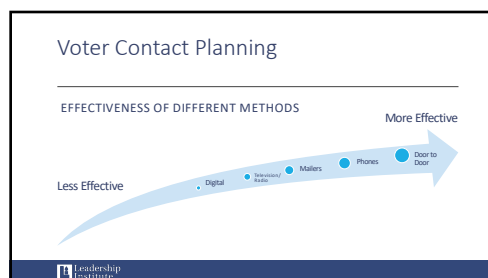 Voter Contact Planning
EFFECTIVENESS OF DIFFERENT METHODS
More Effective
Less Effective
Digital
Television/
Radio
Mailers
Phones
Door to
Door
Leadership
Institute